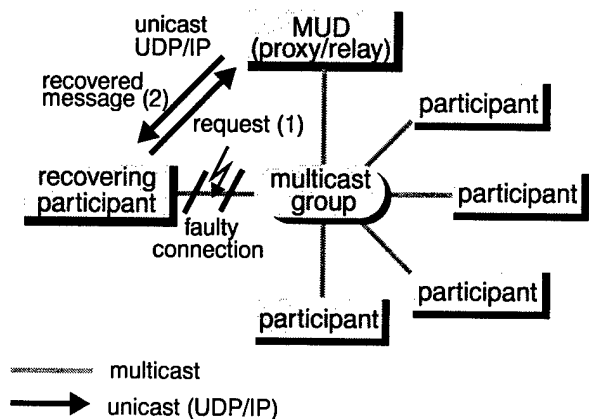 unicast
UDP/IP
MUD
(proxy/relay)
recovered
message (2)
request (1)
participant
recovering
participant
multicast
group
participant
faulty
connection
participant
participant
multicast
unicast (UDP/IP)